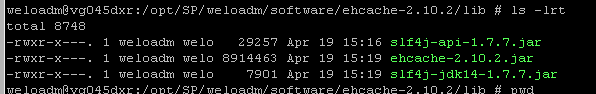 weloadm@vg045dxr:/opt/SP/weloadm/software/ehcache-2.10.2/lib # ls -lrt
total 8748
-rwxr-x---. 1 weloadm welo   29257 Apr 19 15:16 slf4j-api-1.7.7.jar
-rwxr-x---. 1 weloadm welo 8914463 Apr 19 15:19 ehcache-2.10.2.jar
-rwxr-x---. 1 weloadm welo    7901 Apr 19 15:19 slf4j-jdk14-1.7.7.jar
weloadm@vg045dxr:/opt/SP/weloadm/software/ehcache-2.10.2/lib # pwd